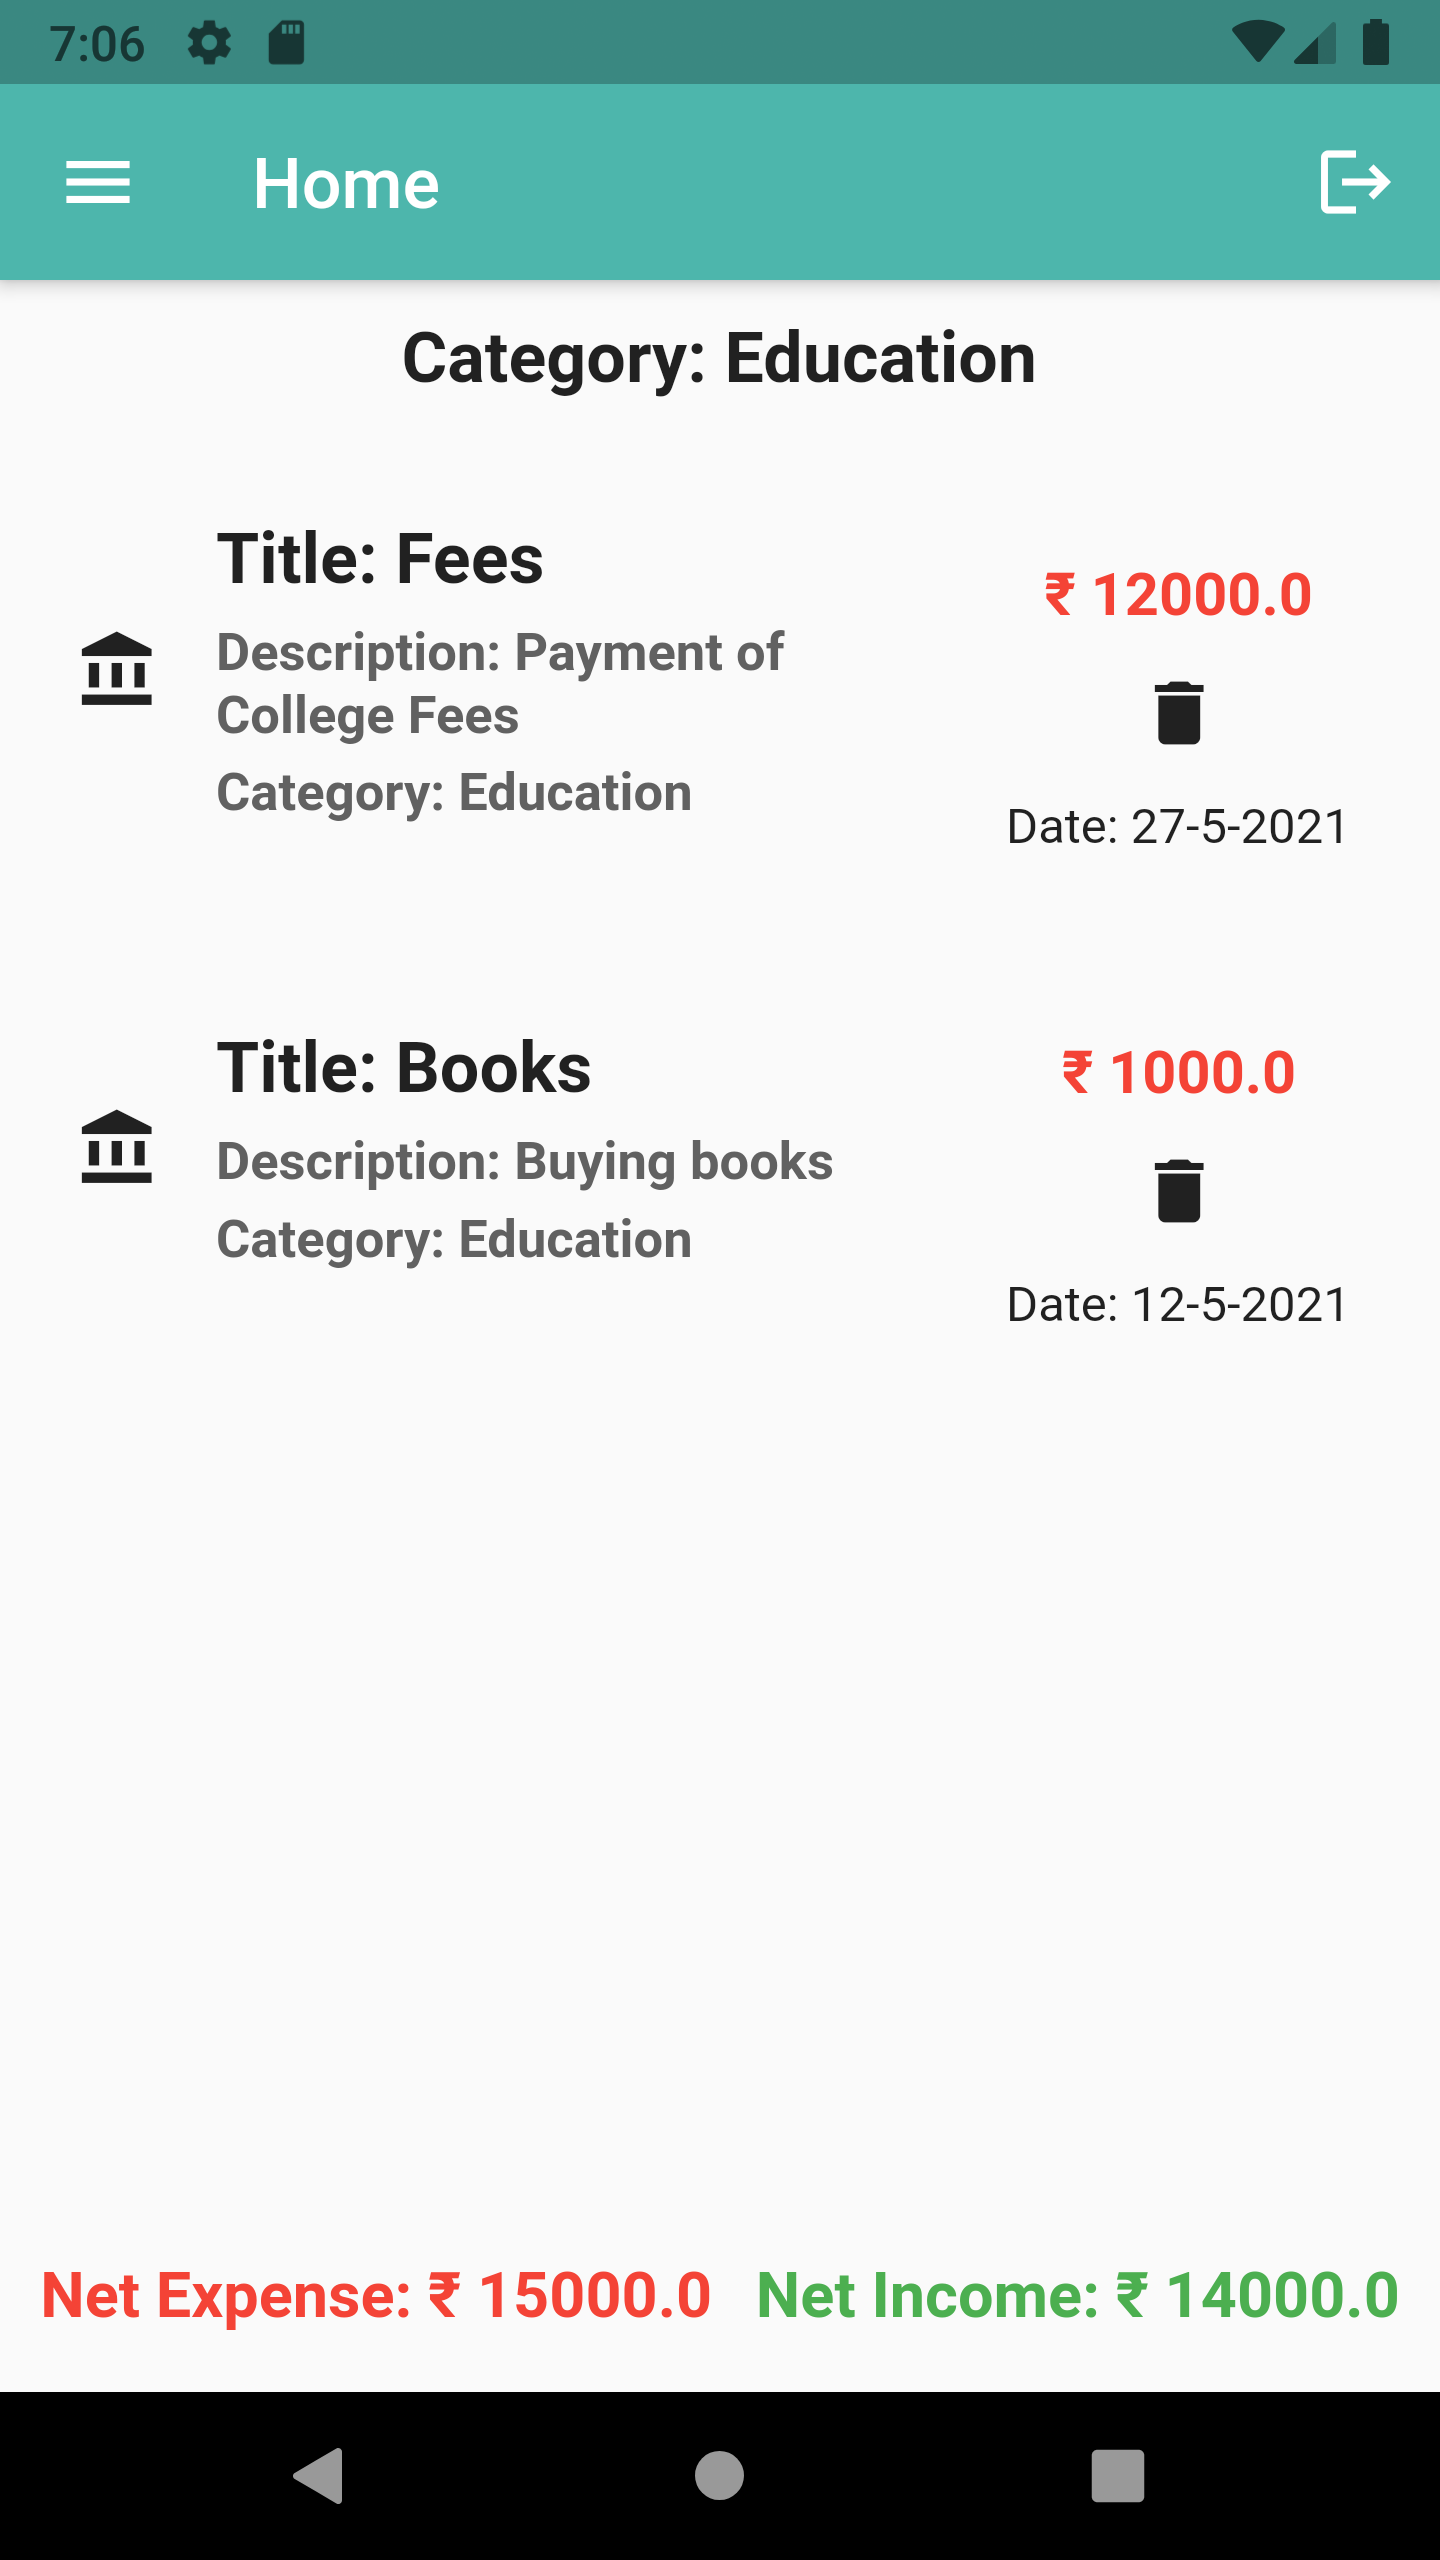 7:06
Home
Category: Education
Title: Fees
Description: Payment of
College Fees
Category: Education
₹ 12000.0
Date: 27-5-2021
Title: Books
Description: Buying books
Category: Education
₹ 1000.0
Date: 12-5-2021
Net Expense: ₹ 15000.0 Net Income: ₹ 14000.0